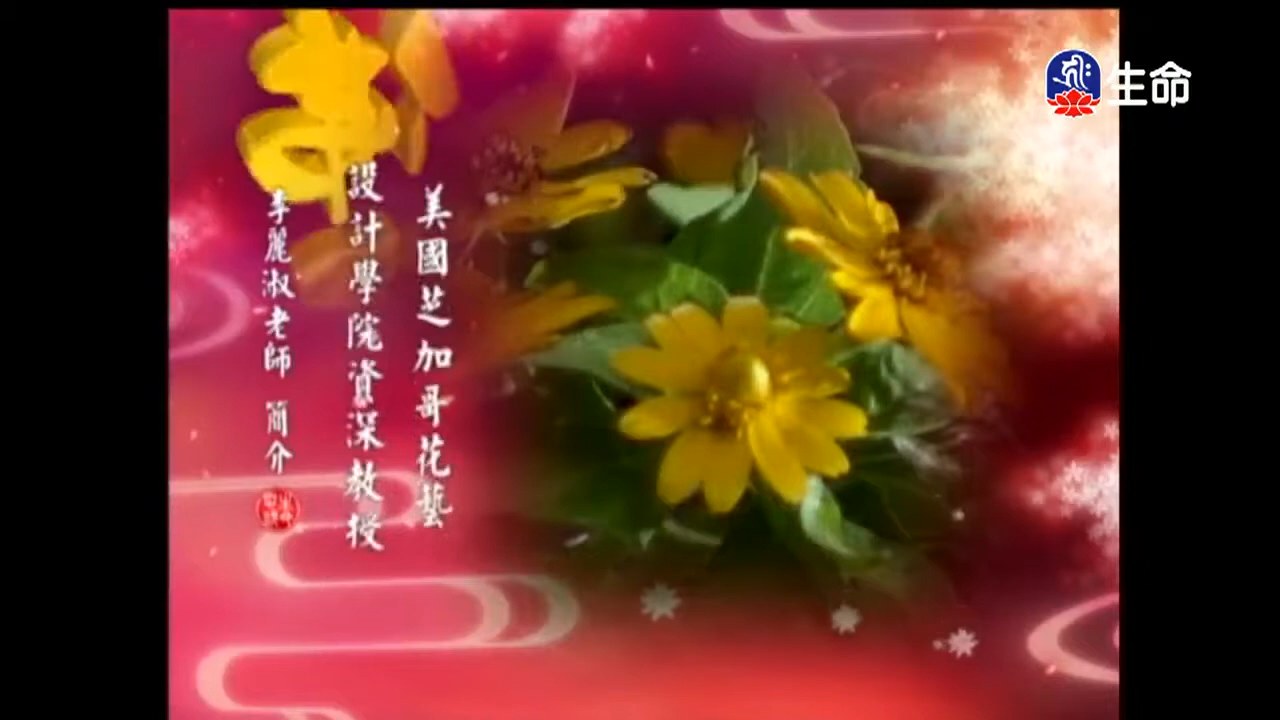 美國芝加哥花藝
設計學院資深教授
李麗淑老師 簡介
生命